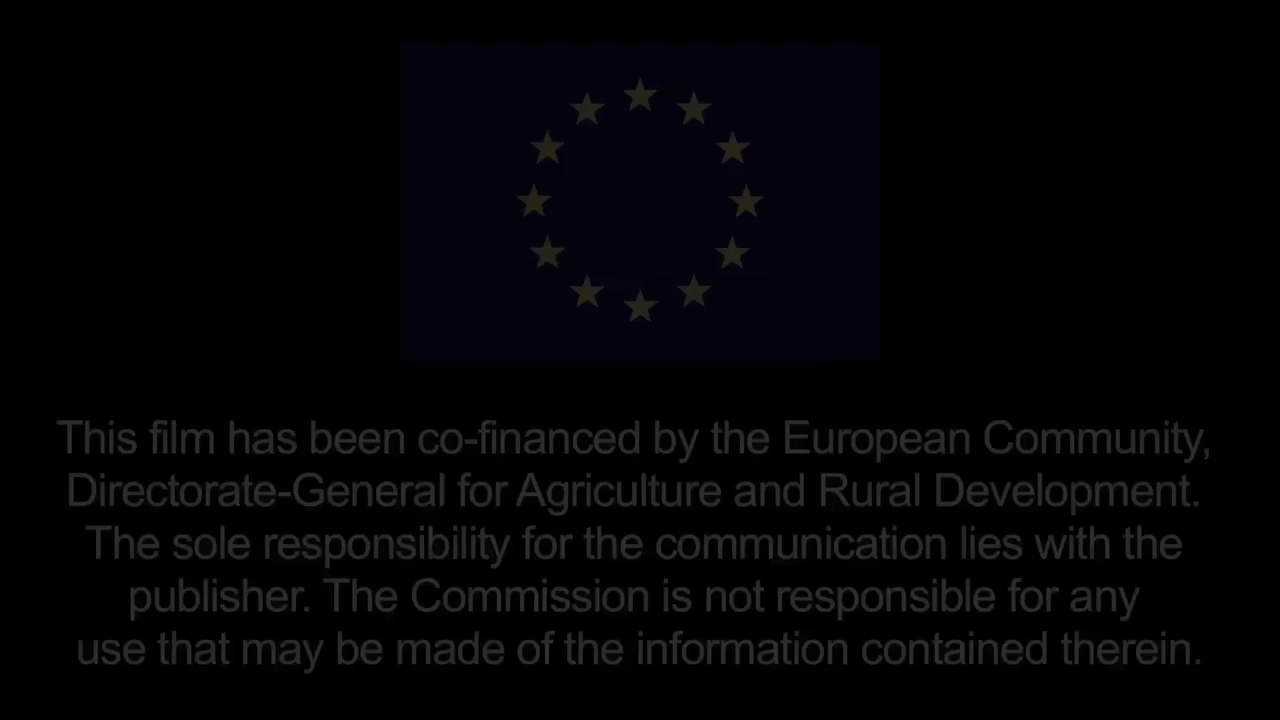 This film has been co-financed by the European Community,
Directorate-General for Agriculture and Rural Development.
The sole responsibility for the communication lies with the
publisher. The Commission is not responsible for any
use that may be made of the information contained therein.